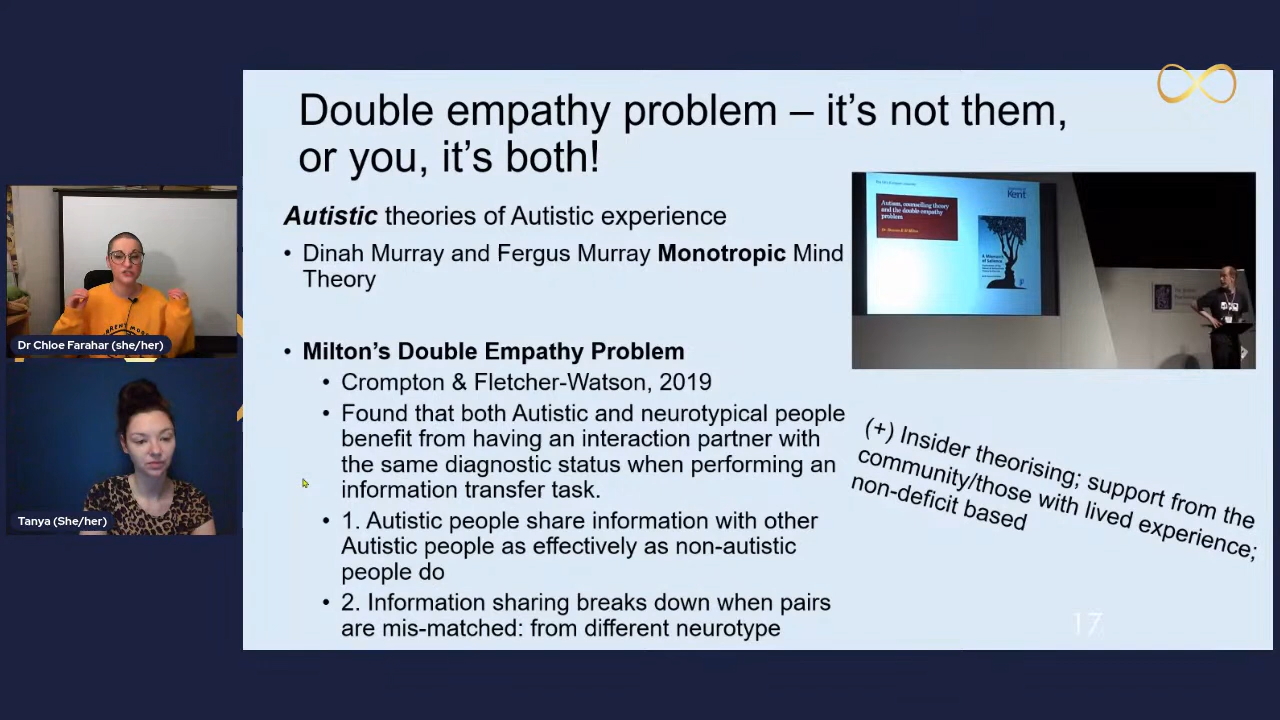 Double empathy problem – it's not them,
or you, it's both!
Autistic theories of Autistic experience
• Dinah Murray and Fergus Murray Monotropic Mind
Theory
• Milton's Double Empathy Problem
• Crompton & Fletcher-Watson, 2019
• Found that both Autistic and neurotypical people
benefit from having an interaction partner with
the same diagnostic status when performing an
information transfer task.
• 1. Autistic people share information with other
Autistic people as effectively as non-autistic
people do
• 2. Information sharing breaks down when pairs
are mis-matched: from different neurotype
Kent
Autism, counselling theory
and the double empathy
problem
(+) Insider theorising; support from the
community/those with lived experience;
non-deficit based
17
Dr Chloe Farahar (she/her)
Tanya (She/her)